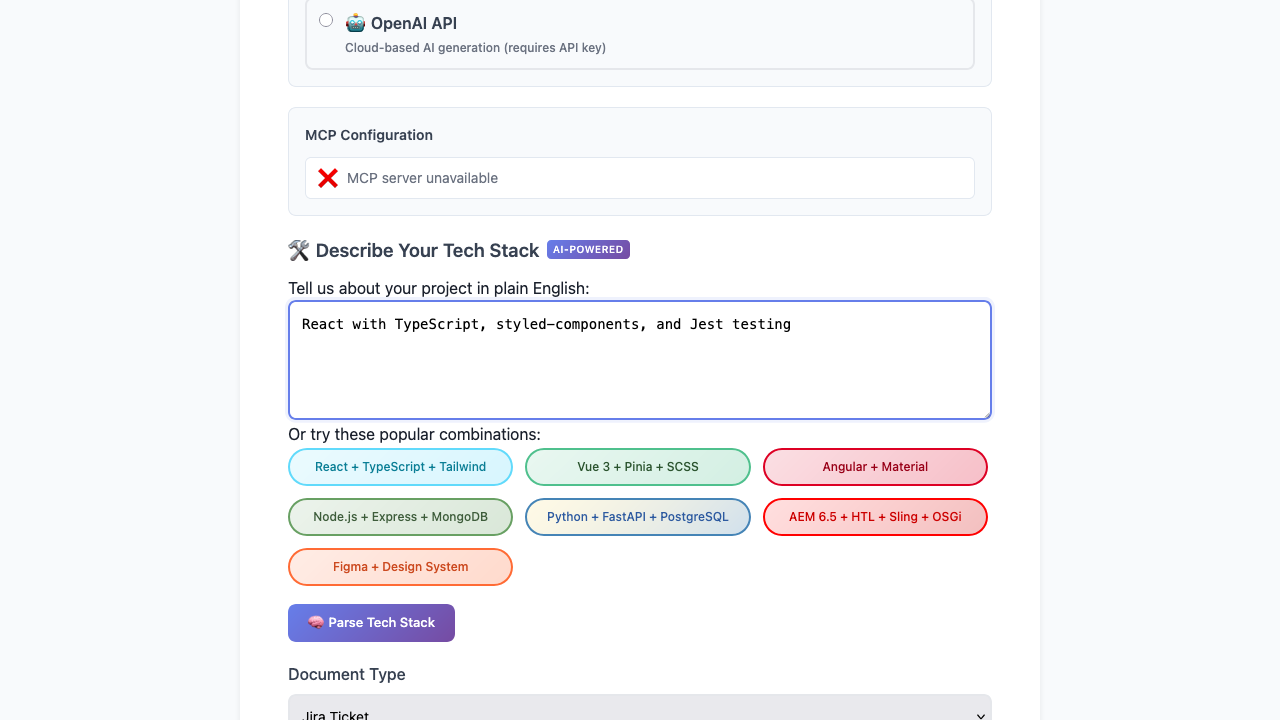 OpenAI API
Cloud-based AI generation (requires API key)
MCP Configuration
MCP server unavailable
Describe Your Tech Stack AI-POWERED
Tell us about your project in plain English:
React with TypeScript, styled-components, and Jest testing
Or try these popular combinations:
React + TypeScript + Tailwind
Vue 3 + Pinia + SCSS
Angular + Material
Node.js + Express + MongoDB
Python + FastAPI + PostgreSQL
AEM 6.5 + HTL + Sling + OSGi
Figma + Design System
Parse Tech Stack
Document Type
Jira Ticket